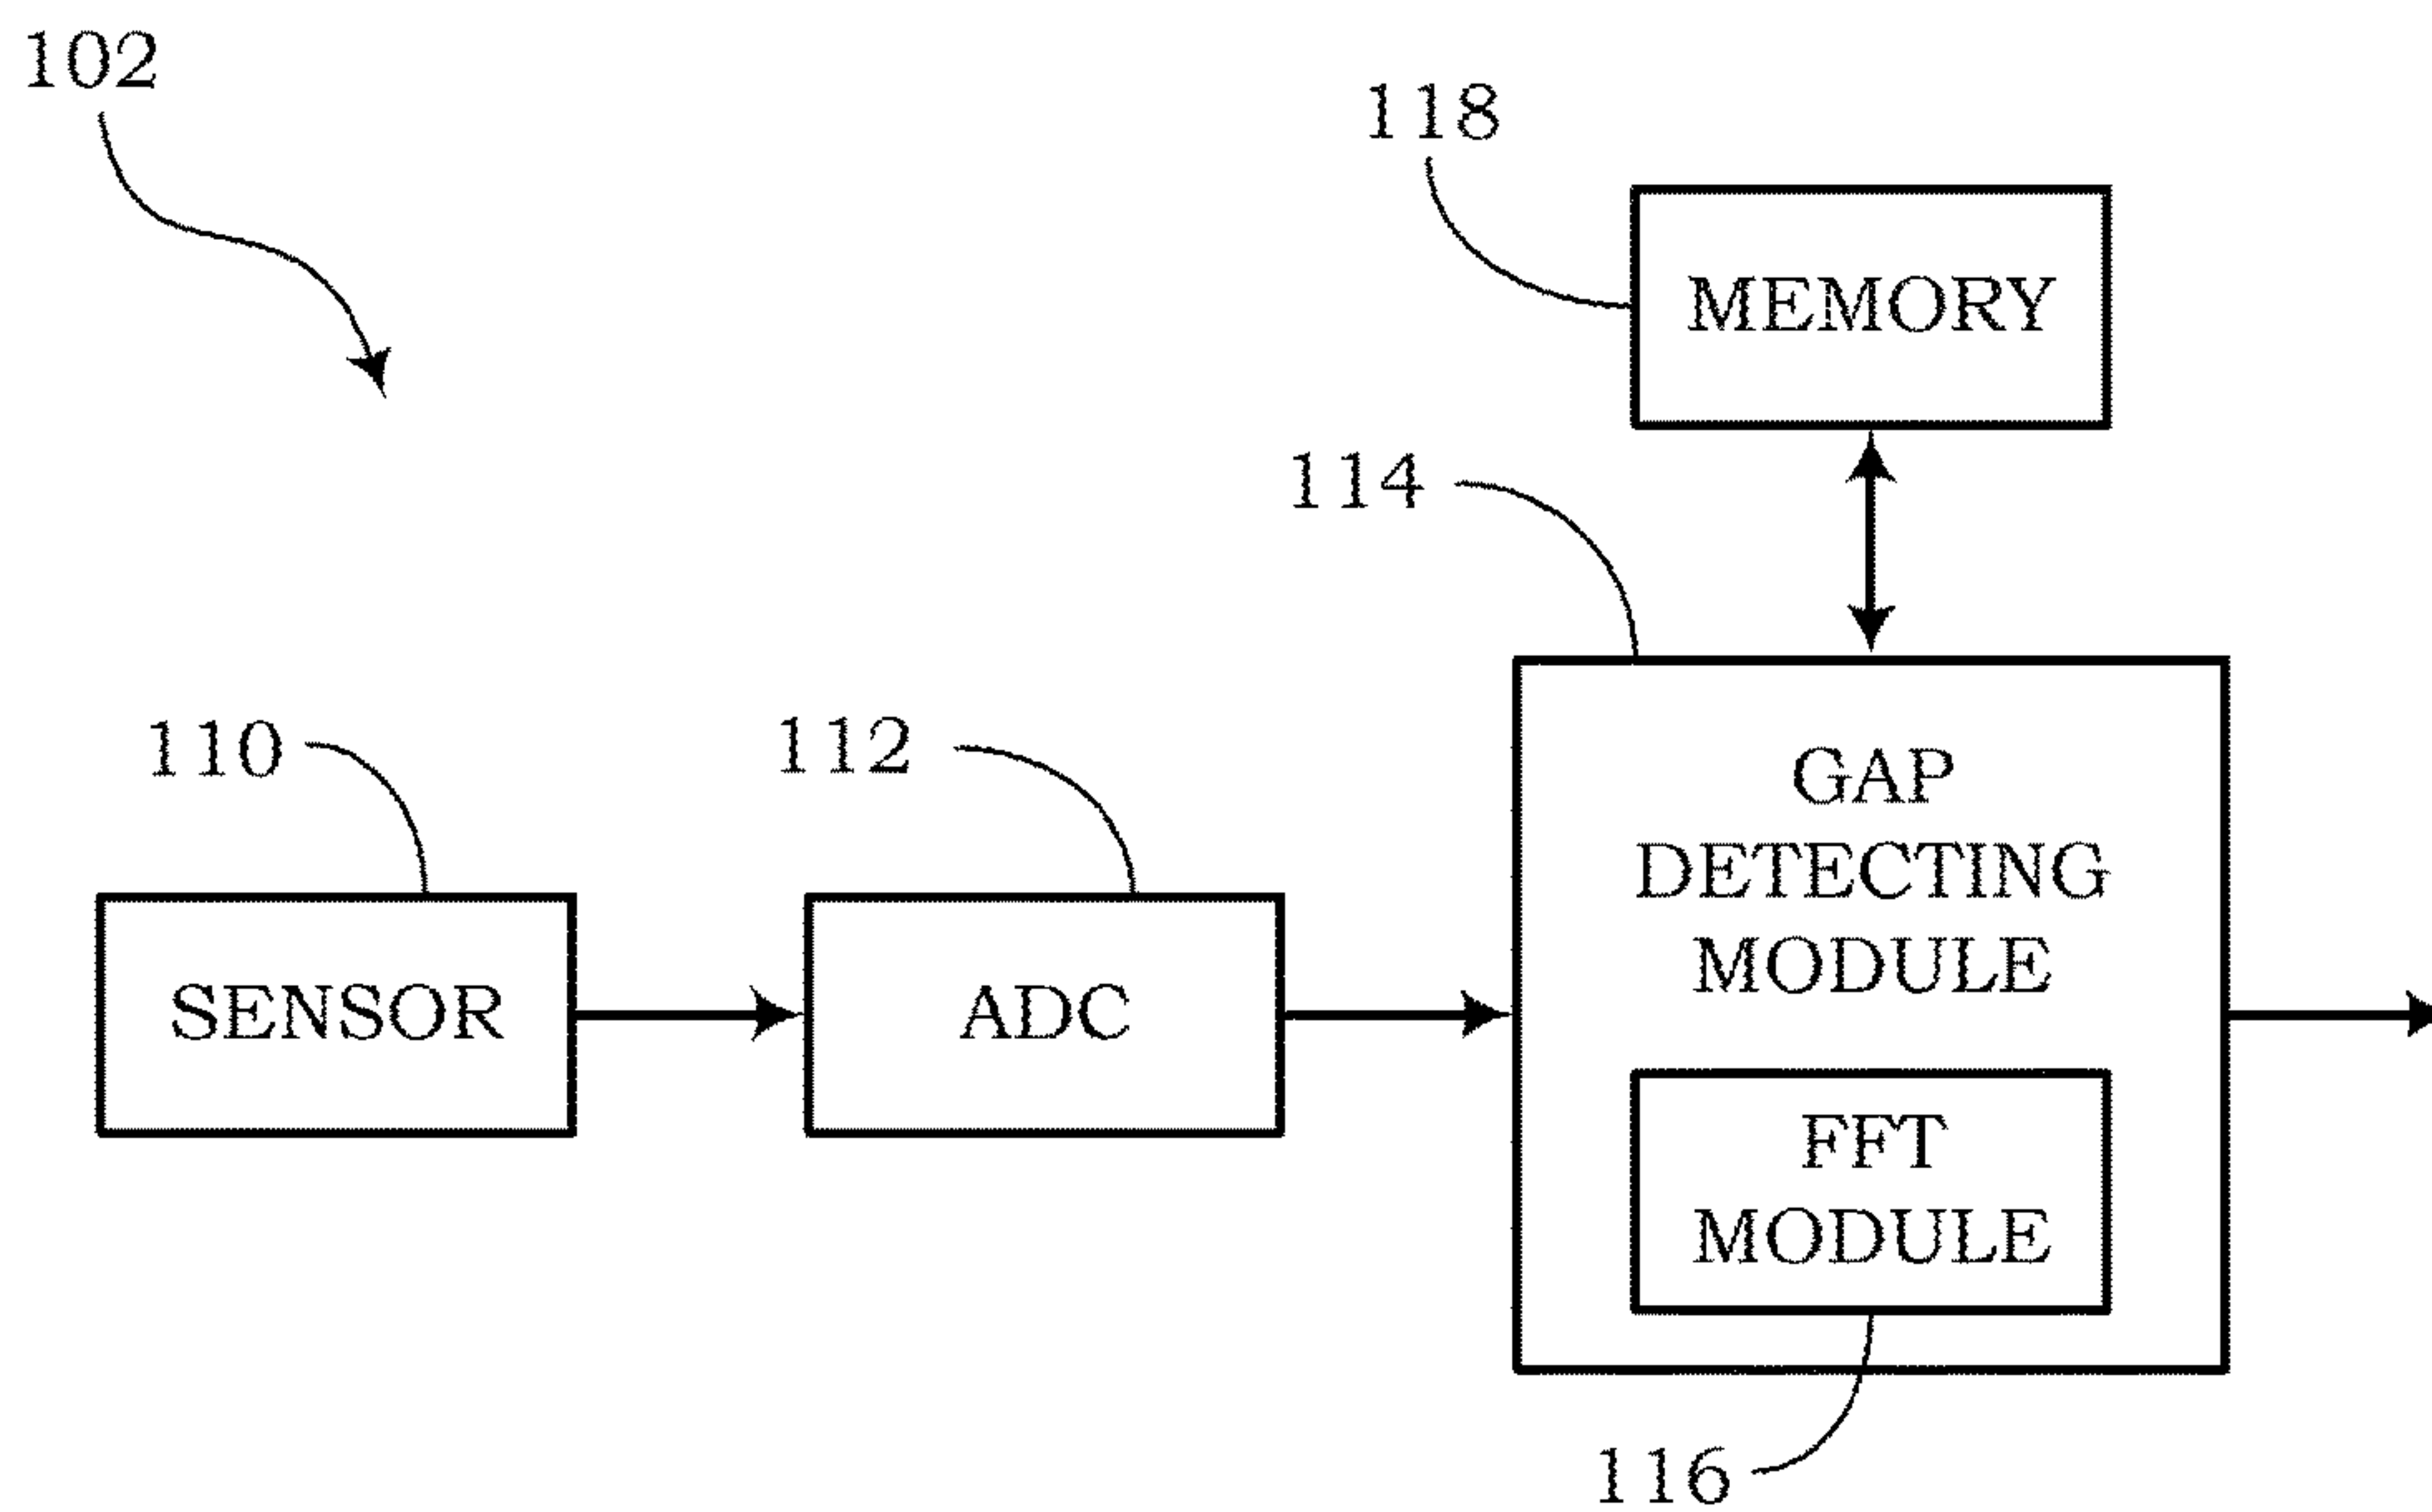 102
118
MEMORY
114
110
112
GAP
DETECTING
MODULE
SENSOR
ADC
FFT
MODULE
116